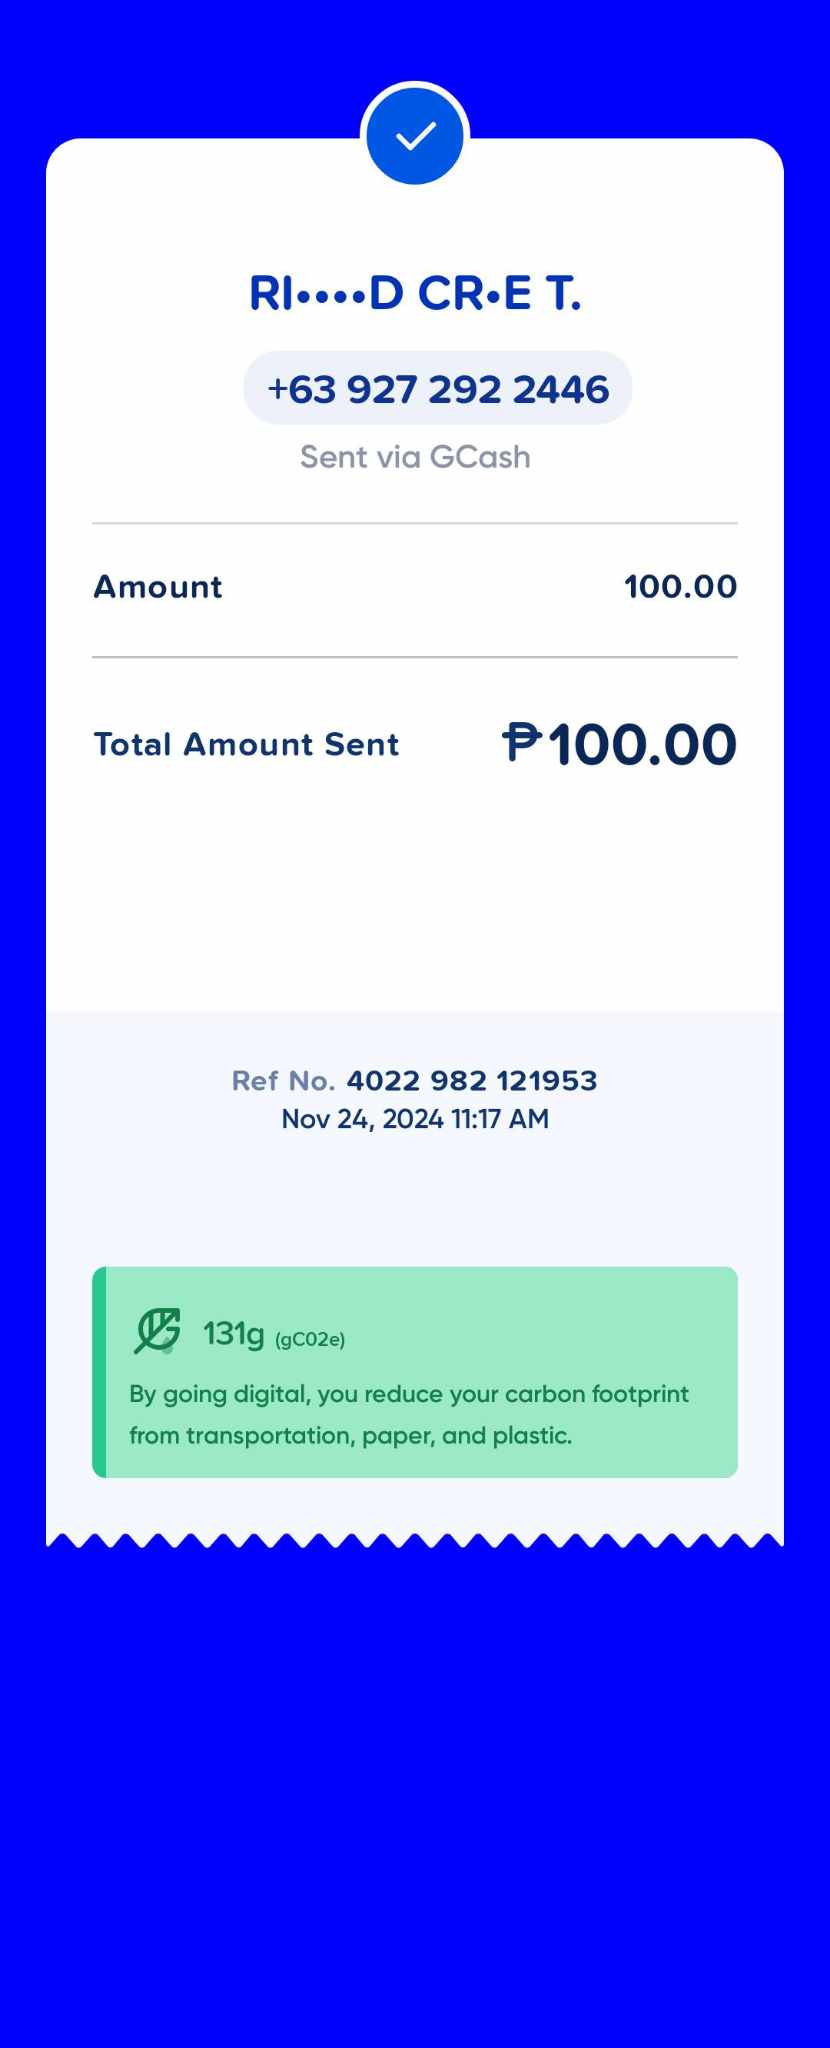 RI••••D CR•E T.
+63 927 292 2446
Sent via GCash
Amount 100.00
Total Amount Sent ₱100.00
Ref No. 4022 982 121953
Nov 24, 2024 11:17 AM
131g (gC02e)
By going digital, you reduce your carbon footprint
from transportation, paper, and plastic.